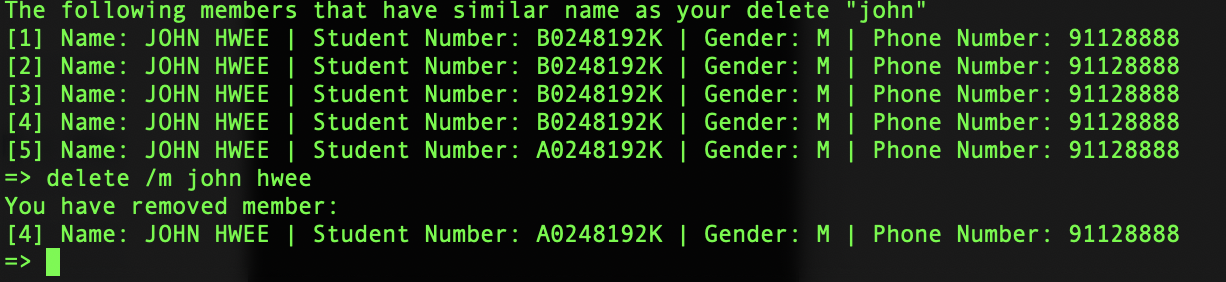 The following members that have similar name as your delete "john"
[1] Name: JOHN HWEE | Student Number: B0248192K | Gender: M | Phone Number: 91128888
[2] Name: JOHN HWEE | Student Number: B0248192K | Gender: M | Phone Number: 91128888
[3] Name: JOHN HWEE | Student Number: B0248192K | Gender: M | Phone Number: 91128888
[4] Name: JOHN HWEE | Student Number: B0248192K | Gender: M | Phone Number: 91128888
[5] Name: JOHN HWEE | Student Number: A0248192K | Gender: M | Phone Number: 91128888
=> delete /m john hwee
You have removed member:
[4] Name: JOHN HWEE | Student Number: A0248192K | Gender: M | Phone Number: 91128888
=>